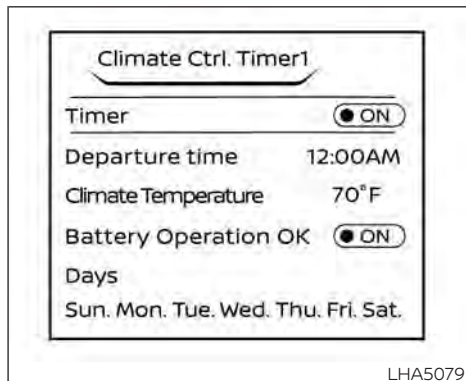 Climate Ctrl. Timer1
Timer ON
Departure time 12:00AM
Climate Temperature 70°F
Battery Operation OK ON
Days
Sun. Mon. Tue. Wed. Thu. Fri. Sat.
LHA5079